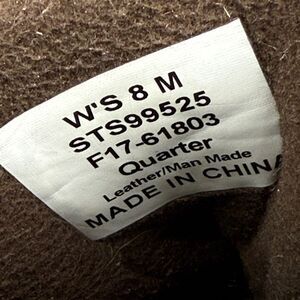 W'S 8 M
STS99525
F17-61803
Quarter
Leather/Man Made
MADE IN CHINA